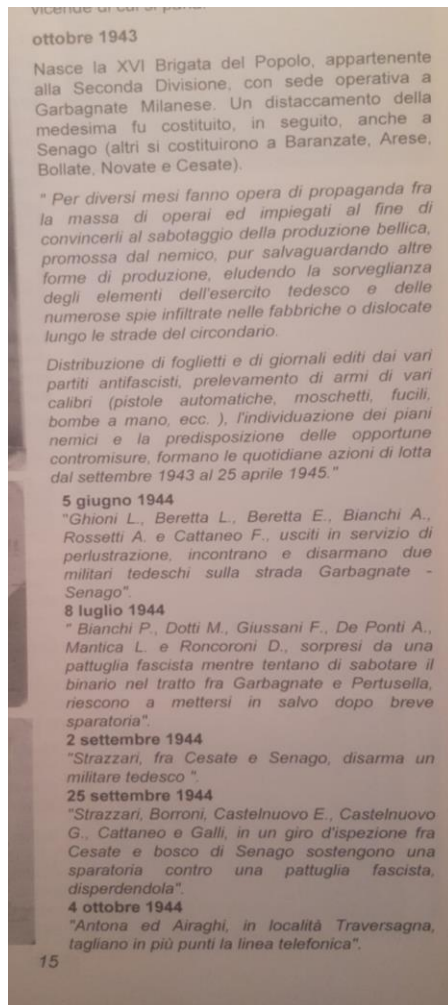 vicende di cui si parla.
ottobre 1943
Nasce la XVI Brigata del Popolo, appartenente
alla Seconda Divisione, con sede operativa a
Garbagnate Milanese. Un distaccamento della
medesima fu costituito, in seguito, anche a
Senago (altri si costituirono a Baranzate, Arese,
Bollate, Novate e Cesate).
" Per diversi mesi fanno opera di propaganda fra
la massa di operai ed impiegati al fine di
convincerli al sabotaggio della produzione bellica,
promossa dal nemico, pur salvaguardando altre
forme di produzione, eludendo la sorveglianza
degli elementi dell'esercito tedesco e delle
numerose spie infiltrate nelle fabbriche o dislocate
lungo le strade del circondario.
Distribuzione di foglietti e di giornali editi dai vari
partiti antifascisti, prelevamento di armi di vari
calibri (pistole automatiche, moschetti, fucili,
bombe a mano, ecc. ), l'individuazione dei piani
nemici e la predisposizione delle opportune
contromisure, formano le quotidiane azioni di lotta
dal settembre 1943 al 25 aprile 1945."
5 giugno 1944
"Ghioni L., Beretta L., Beretta E., Bianchi A.,
Rossetti A. e Cattaneo F., usciti in servizio di
perlustrazione, incontrano e disarmano due
militari tedeschi sulla strada Garbagnate -
Senago".
8 luglio 1944
" Bianchi P., Dotti M., Giussani F., De Ponti A.,
Mantica L. e Roncoroni D., sorpresi da una
pattuglia fascista mentre tentano di sabotare il
binario nel tratto fra Garbagnate e Pertusella,
riescono a mettersi in salvo dopo breve
sparatoria".
2 settembre 1944
"Strazzari, fra Cesate e Senago, disarma un
militare tedesco ".
25 settembre 1944
"Strazzari, Borroni, Castelnuovo E., Castelnuovo
G., Cattaneo e Galli, in un giro d'ispezione fra
Cesate e bosco di Senago sostengono una
sparatoria contro una pattuglia fascista,
disperdendola".
4 ottobre 1944
"Antona ed Airaghi, in località Traversagna,
tagliano in più punti la linea telefonica".
15